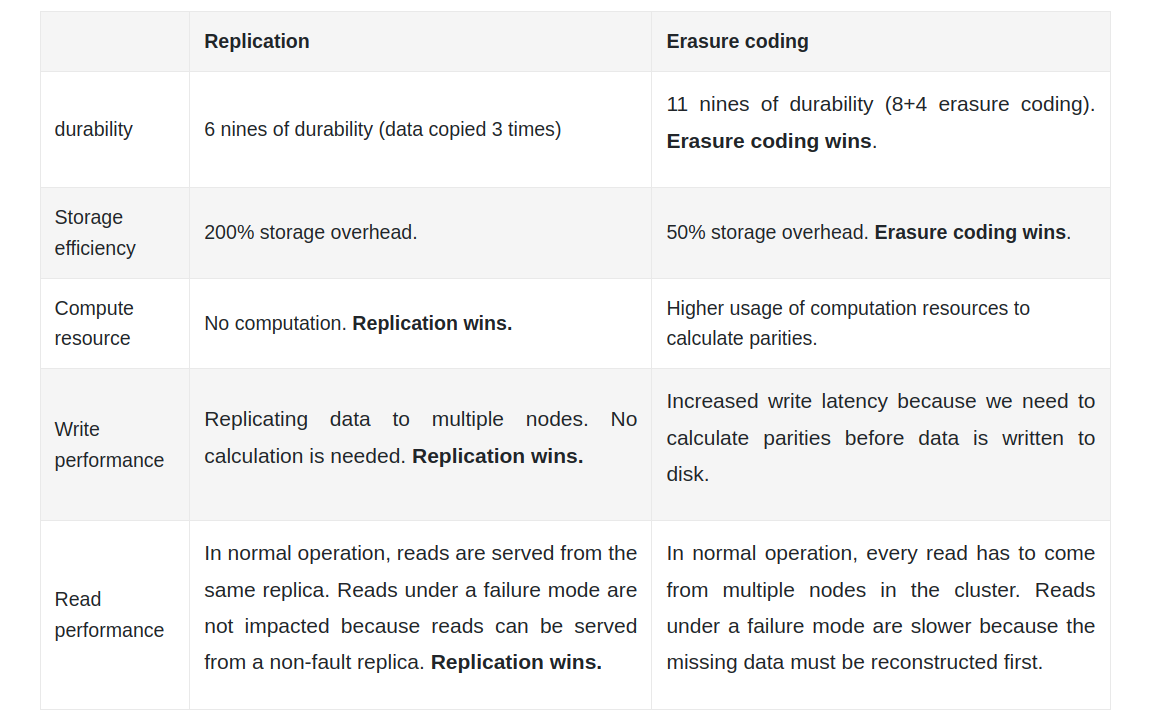 Replication
Erasure coding
durability
6 nines of durability (data copied 3 times)
11 nines of durability (8+4 erasure coding).
Erasure coding wins.
Storage
efficiency
200% storage overhead.
50% storage overhead. Erasure coding wins.
Compute
resource
No computation. Replication wins.
Higher usage of computation resources to
calculate parities.
Write
performance
Replicating data to multiple nodes. No
calculation is needed. Replication wins.
Increased write latency because we need to
calculate parities before data is written to
disk.
Read
performance
In normal operation, reads are served from the
same replica. Reads under a failure mode are
not impacted because reads can be served
from a non-fault replica. Replication wins.
In normal operation, every read has to come
from multiple nodes in the cluster. Reads
under a failure mode are slower because the
missing data must be reconstructed first.